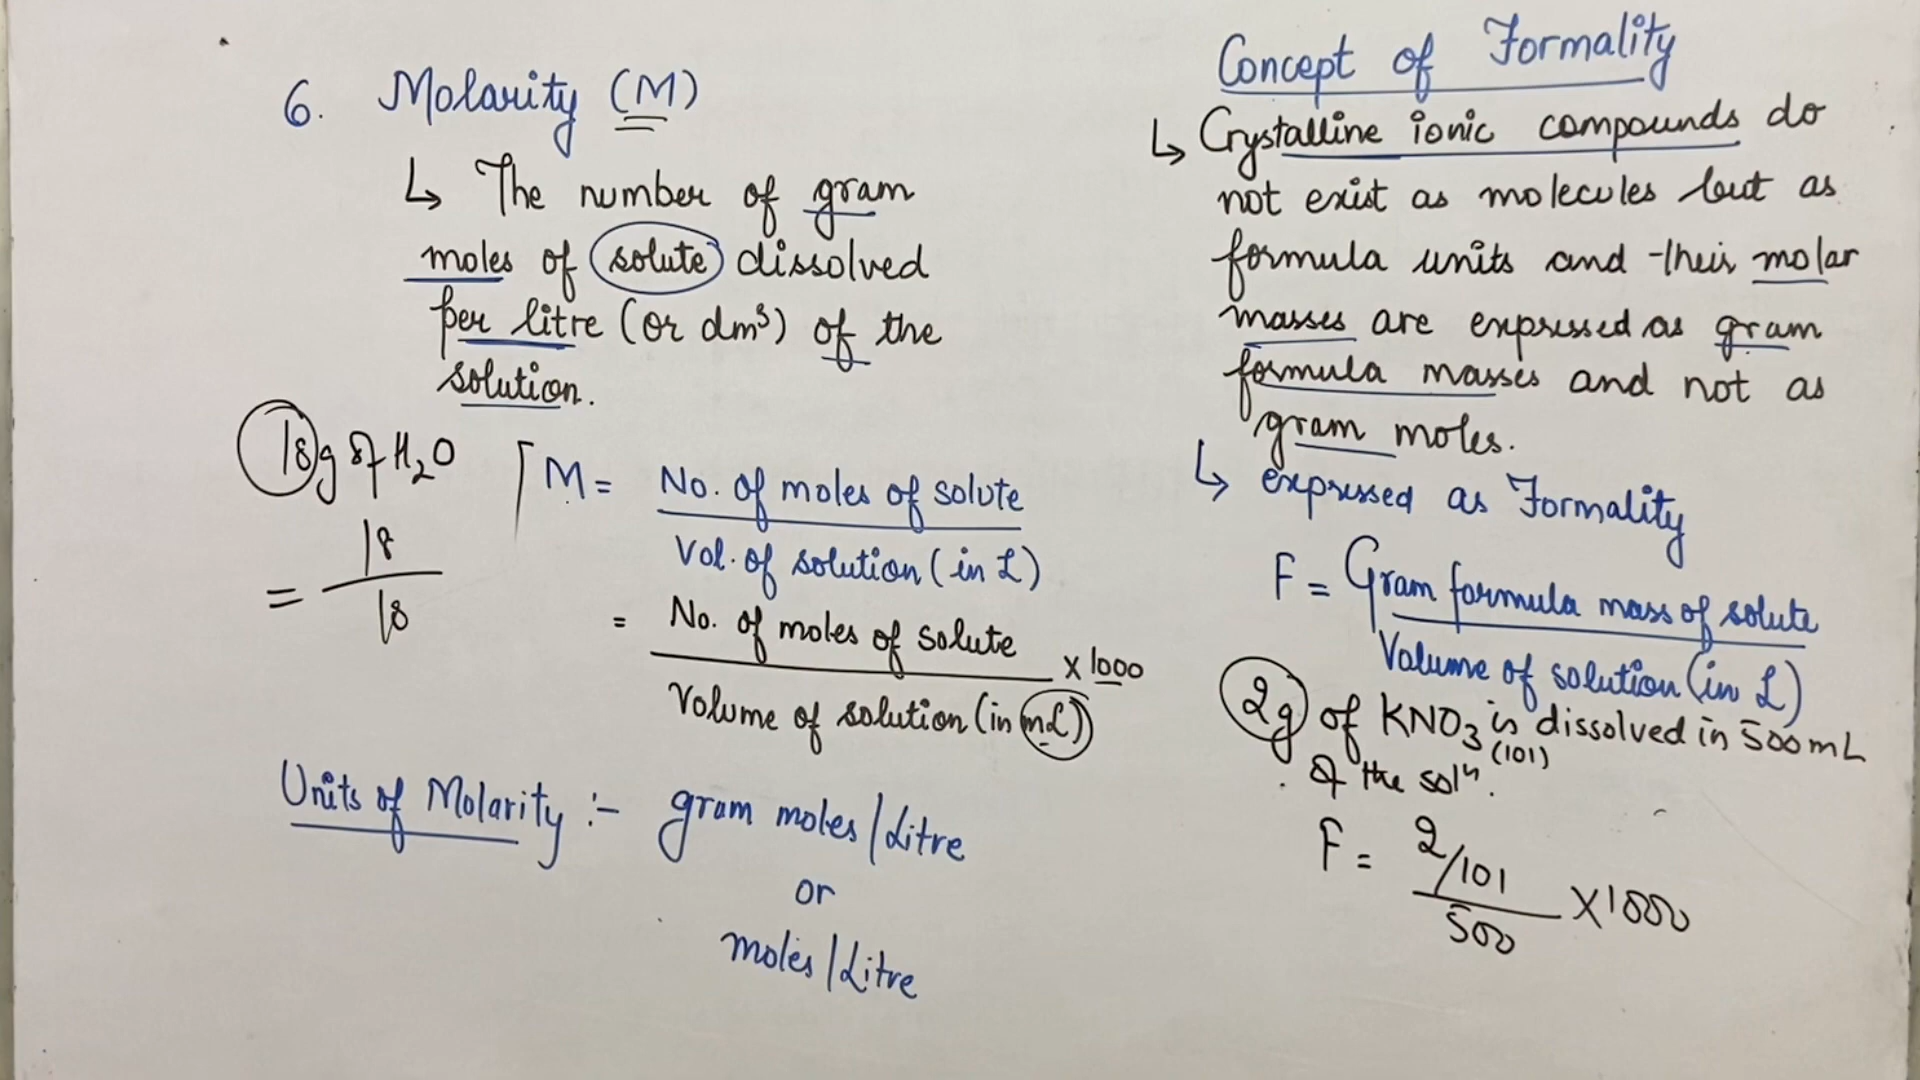 6. Molarity (M)
↳ The number of gram
moles of solute dissolved
per litre (or dm³) of the
solution.
18g of H₂O
= 18/18
M = No. of moles of solute
Vol. of solution (in L)
= No. of moles of solute × 1000
Volume of solution (in mL)
Units of Molarity :- gram moles/Litre
or
moles/Litre
Concept of Formality
↳ Crystalline ionic compounds do
not exist as molecules but as
formula units and their molar
masses are expressed as gram
formula masses and not as
gram moles.
↳ expressed as Formality
F = Gram formula mass of solute
Volume of solution (in L)
2g of KNO₃ is dissolved in 500mL
(101)
of the solⁿ.
F = 2/101 × 1000
500